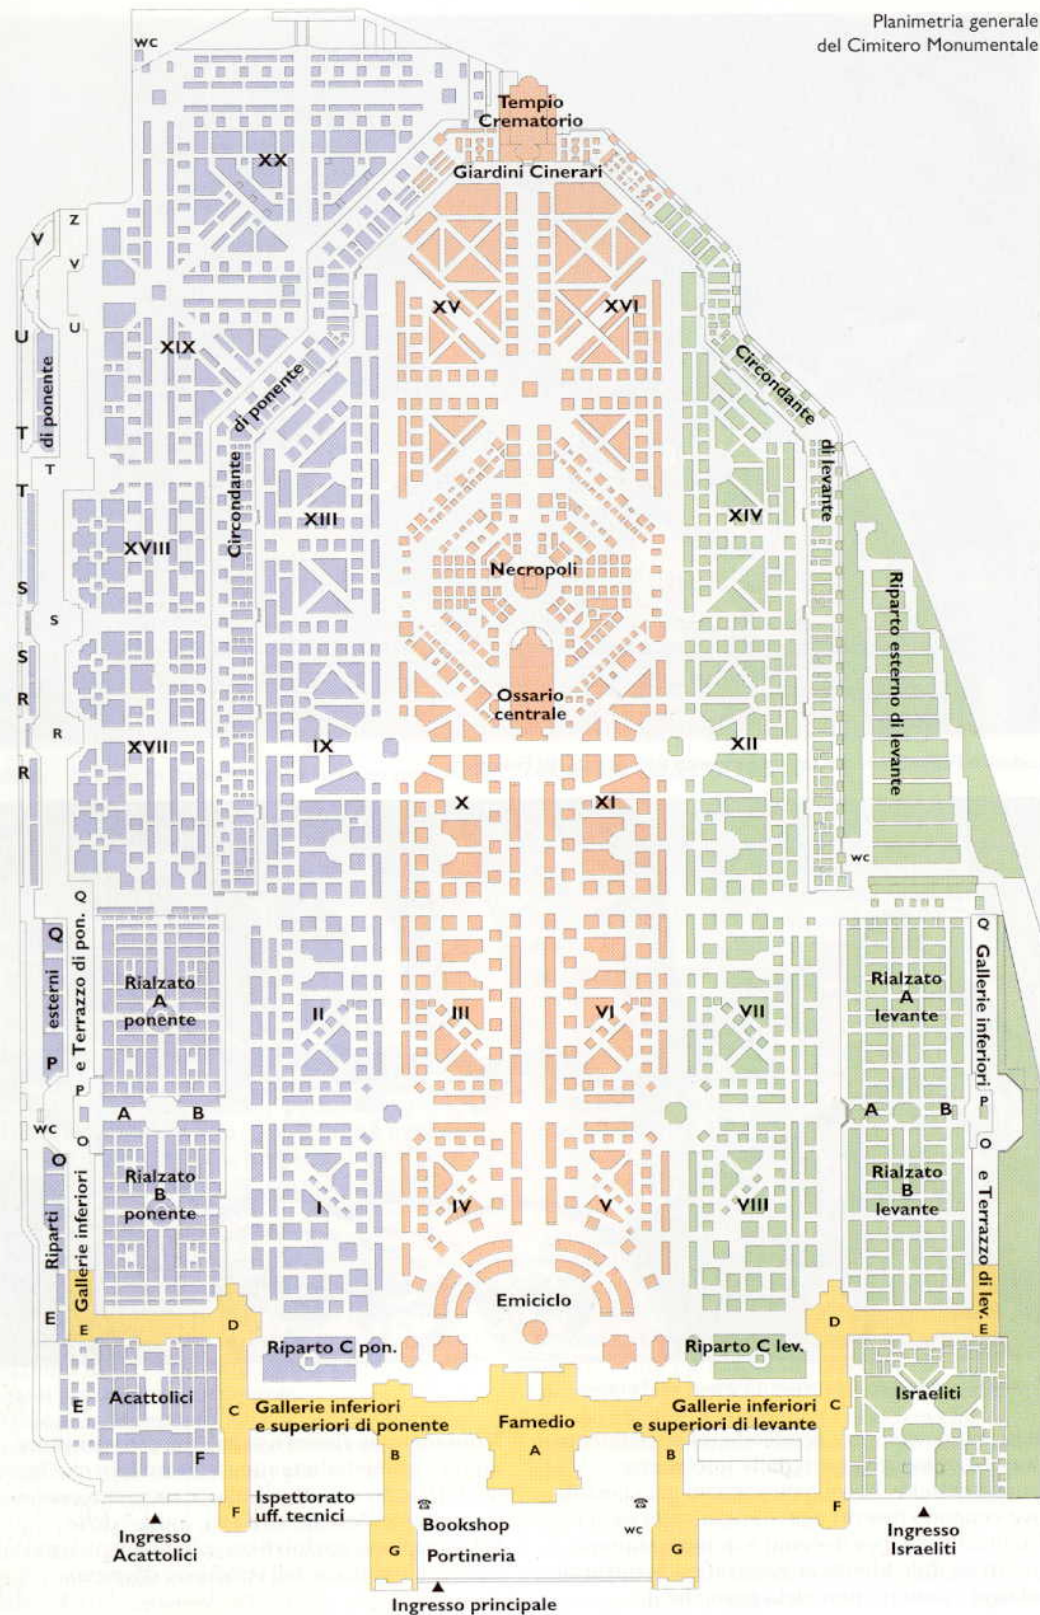 Planimetria generale
del Cimitero Monumentale
WC
Tempio
Crematorio
Giardini Cinerari
XX
Z
V
V
U
U
XV
XVI
XIX
di ponente
Circondante
di ponente
Circondante
di levante
T
T
T
XIII
XIV
XVIII
Necropoli
Riparto esterno di levante
S
S
S
R
R
R
Ossario
centrale
XVII
IX
XII
X
XI
WC
Q
Q
Q
esterni
e Terrazzo di pon.
Gallerie inferiori
Rialzato
A
ponente
Rialzato
A
levante
II
III
VI
VII
P
P
P
A
B
A
B
WC
O
O
O
Rialzato
B
ponente
Rialzato
B
levante
Riparti
Gallerie inferiori
e Terrazzo di lev.
I
IV
V
VIII
Emiciclo
E
E
E
D
D
Riparto C pon.
Riparto C lev.
Acattolici
Israeliti
E
C
C
Gallerie inferiori
e superiori di ponente
Famedio
Gallerie inferiori
e superiori di levante
A
B
B
F
F
F
Ispettorato
uff. tecnici
Bookshop
WC
Portineria
G
G
Ingresso
Acattolici
Ingresso
Israeliti
Ingresso principale